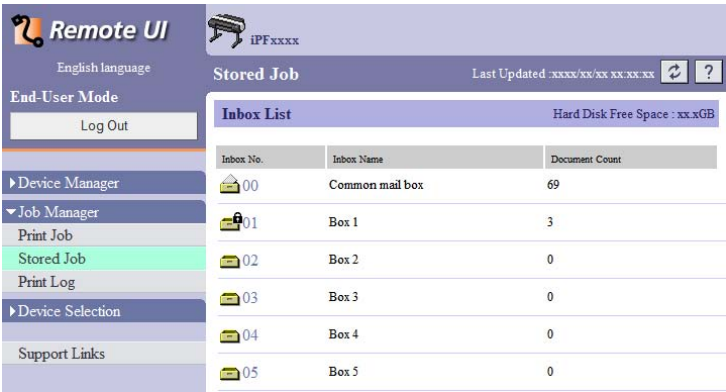 Remote UI
English language
End-User Mode
Log Out
Device Manager
Job Manager
Print Job
Stored Job
Print Log
Device Selection
Support Links
iPFxxxx
Stored Job
Last Updated :xxxx/xx/xx xx:xx:xx ?
Inbox List Hard Disk Free Space : xx.xGB
Inbox No. Inbox Name Document Count
00 Common mail box 69
01 Box 1 3
02 Box 2 0
03 Box 3 0
04 Box 4 0
05 Box 5 0